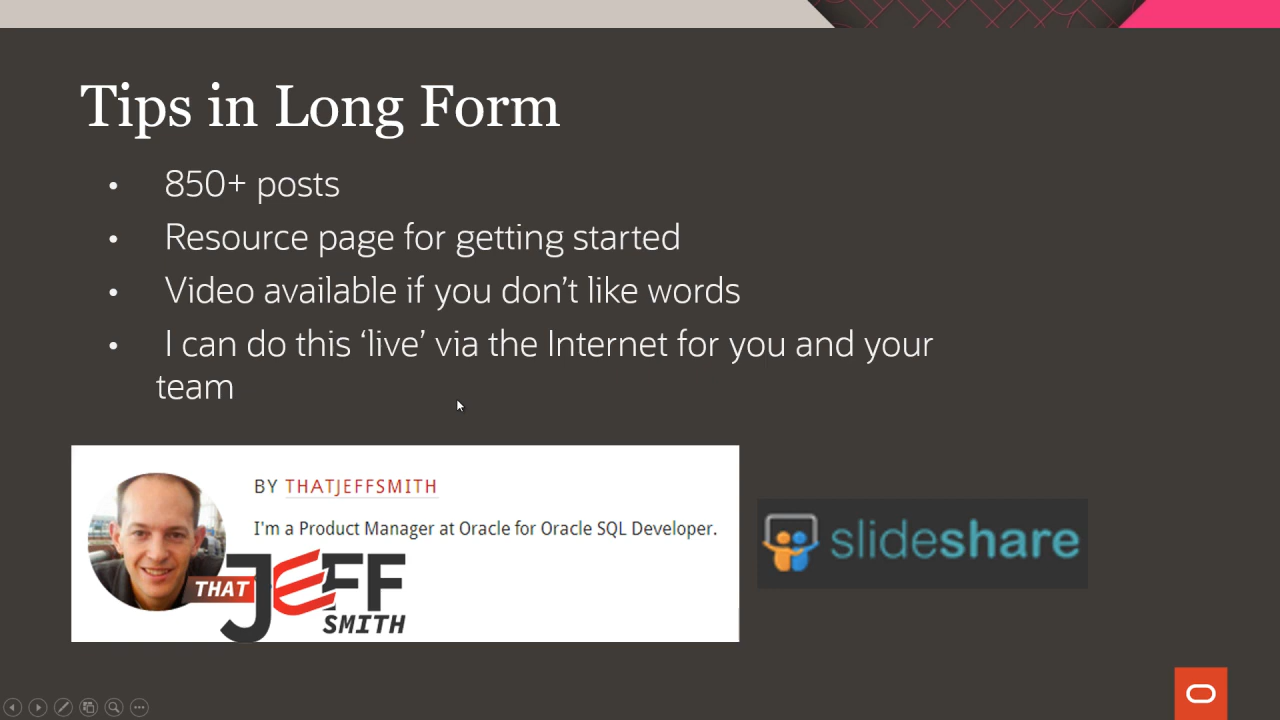 Tips in Long Form
• 850+ posts
• Resource page for getting started
• Video available if you don’t like words
• I can do this ‘live’ via the Internet for you and your
team
BY THATJEFFSMITH
I'm a Product Manager at Oracle for Oracle SQL Developer.
THAT JEFF
SMITH
slideshare